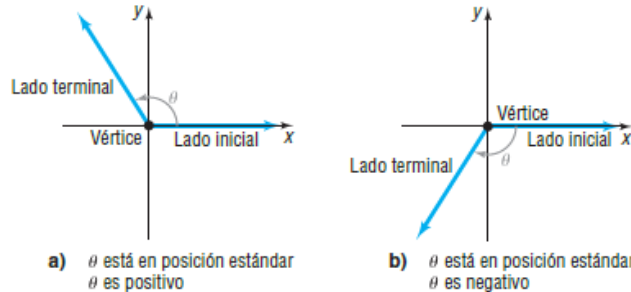 y
Lado terminal
θ
Vértice
Lado inicial
x
a) θ está en posición estándar
θ es positivo
y
Vértice
Lado inicial
x
Lado terminal
θ
b) θ está en posición estándar
θ es negativo